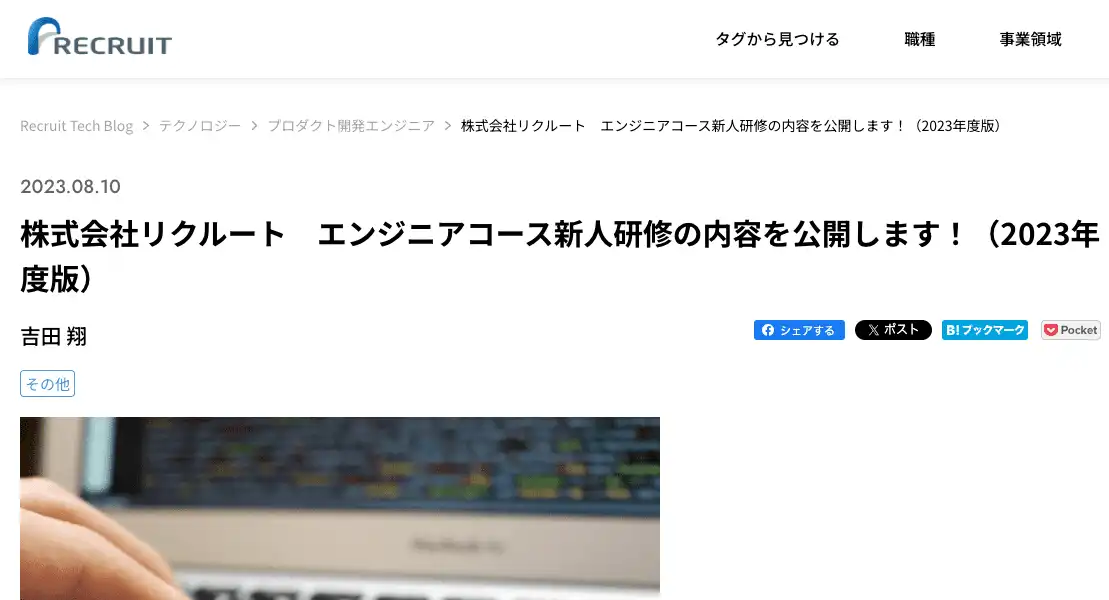 RECRUIT
タグから見つける 職種 事業領域
Recruit Tech Blog > テクノロジー > プロダクト開発エンジニア > 株式会社リクルート　エンジニアコース新人研修の内容を公開します！（2023年度版）
2023.08.10
株式会社リクルート　エンジニアコース新人研修の内容を公開します！（2023年
度版）
吉田 翔
シェアする ポスト B!ブックマーク Pocket
その他